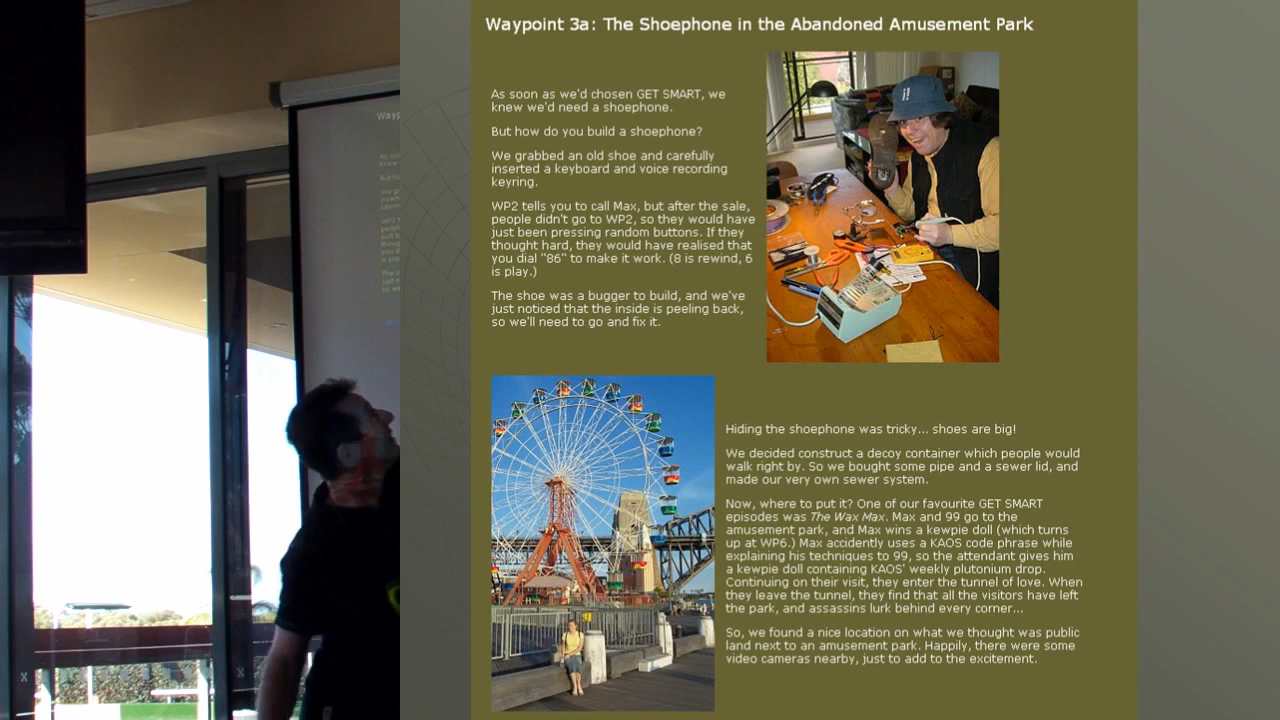 Waypoint 3a: The Shoephone in the Abandoned Amusement Park
As soon as we'd chosen GET SMART, we
knew we'd need a shoephone.
But how do you build a shoephone?
We grabbed an old shoe and carefully
inserted a keyboard and voice recording
keyring.
WP2 tells you to call Max, but after the sale,
people didn't go to WP2, so they would have
just been pressing random buttons. If they
thought hard, they would have realised that
you dial "86" to make it work. (8 is rewind, 6
is play.)
The shoe was a bugger to build, and we've
just noticed that the inside is peeling back,
so we'll need to go and fix it.
Hiding the shoephone was tricky... shoes are big!
We decided construct a decoy container which people would
walk right by. So we bought some pipe and a sewer lid, and
made our very own sewer system.
Now, where to put it? One of our favourite GET SMART
episodes was The Wax Max. Max and 99 go to the
amusement park, and Max wins a kewpie doll (which turns
up at WP6.) Max accidently uses a KAOS code phrase while
explaining his techniques to 99, so the attendant gives him
a kewpie doll containing KAOS' weekly plutonium drop.
Continuing on their visit, they enter the tunnel of love. When
they leave the tunnel, they find that all the visitors have left
the park, and assassins lurk behind every corner...
So, we found a nice location on what we thought was public
land next to an amusement park. Happily, there were some
video cameras nearby, just to add to the excitement.